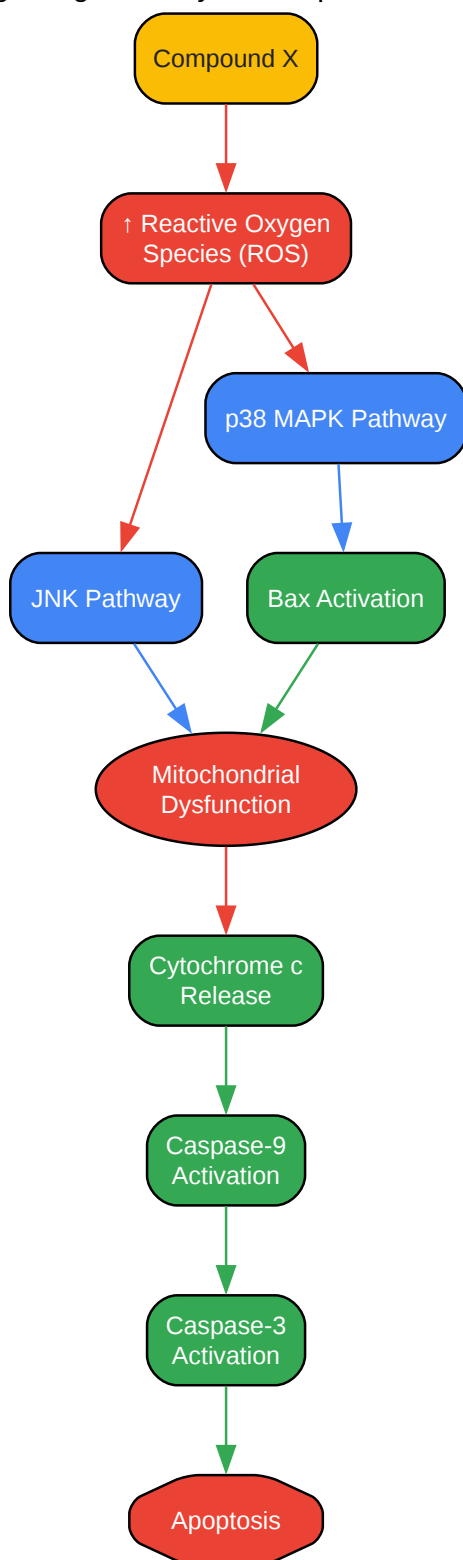 Compound X
↑ Reactive Oxygen
Species (ROS)
p38 MAPK Pathway
JNK Pathway
Bax Activation
Mitochondrial
Dysfunction
Cytochrome c
Release
Caspase-9
Activation
Caspase-3
Activation
Apoptosis